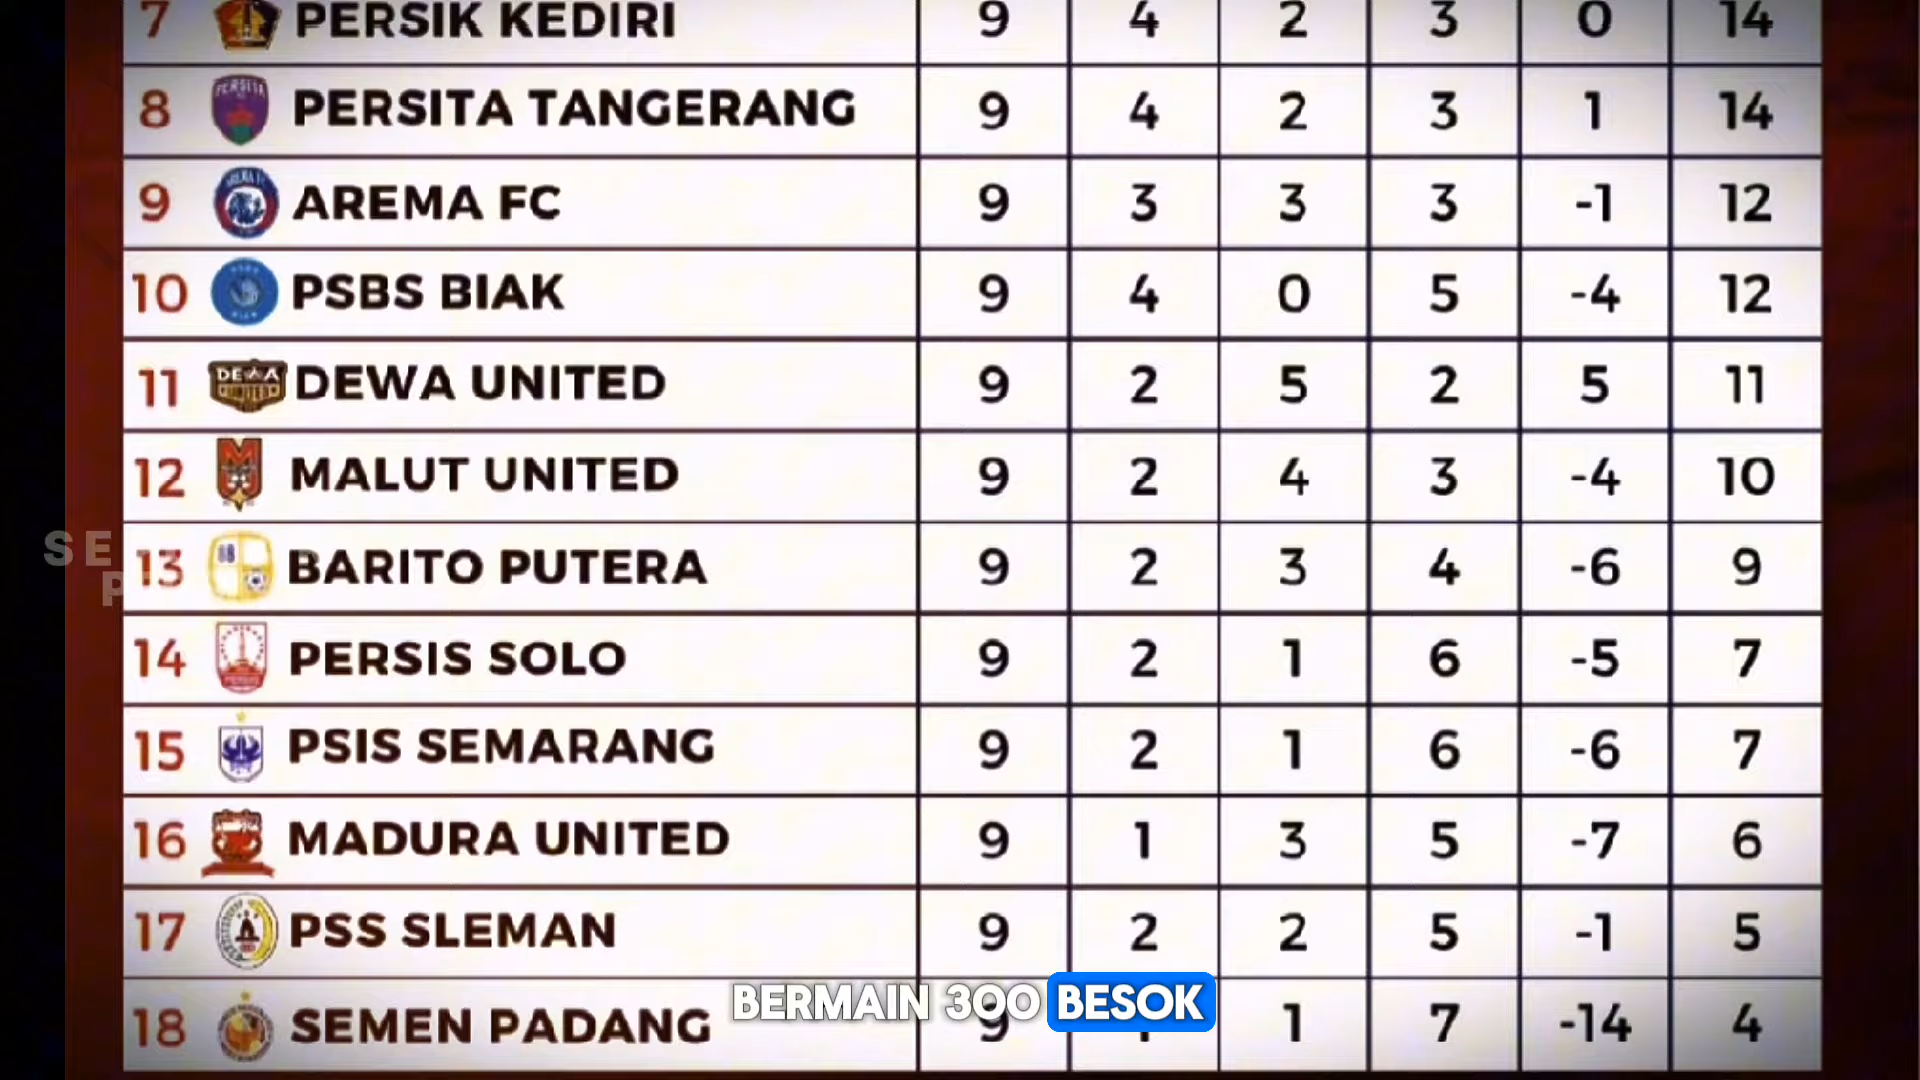 7 PERSIK KEDIRI 9 4 2 3 0 14
8 PERSITA TANGERANG 9 4 2 3 1 14
9 AREMA FC 9 3 3 3 -1 12
10 PSBS BIAK 9 4 0 5 -4 12
11 DEWA UNITED 9 2 5 2 5 11
12 MALUT UNITED 9 2 4 3 -4 10
13 BARITO PUTERA 9 2 3 4 -6 9
14 PERSIS SOLO 9 2 1 6 -5 7
15 PSIS SEMARANG 9 2 1 6 -6 7
16 MADURA UNITED 9 1 3 5 -7 6
17 PSS SLEMAN 9 2 2 5 -1 5
18 SEMEN PADANG 9 1 7 -14 4
BERMAIN 300 BESOK